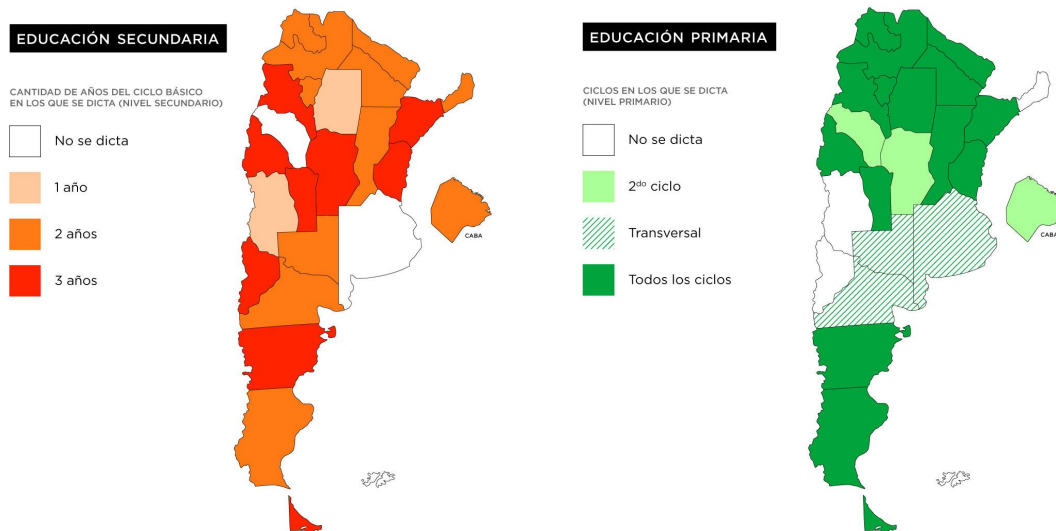 EDUCACIÓN SECUNDARIA
CANTIDAD DE AÑOS DEL CICLO BÁSICO
EN LOS QUE SE DICTA (NIVEL SECUNDARIO)
No se dicta
1 año
2 años
3 años
CABA
EDUCACIÓN PRIMARIA
CICLOS EN LOS QUE SE DICTA
(NIVEL PRIMARIO)
No se dicta
2do ciclo
Transversal
Todos los ciclos
CABA